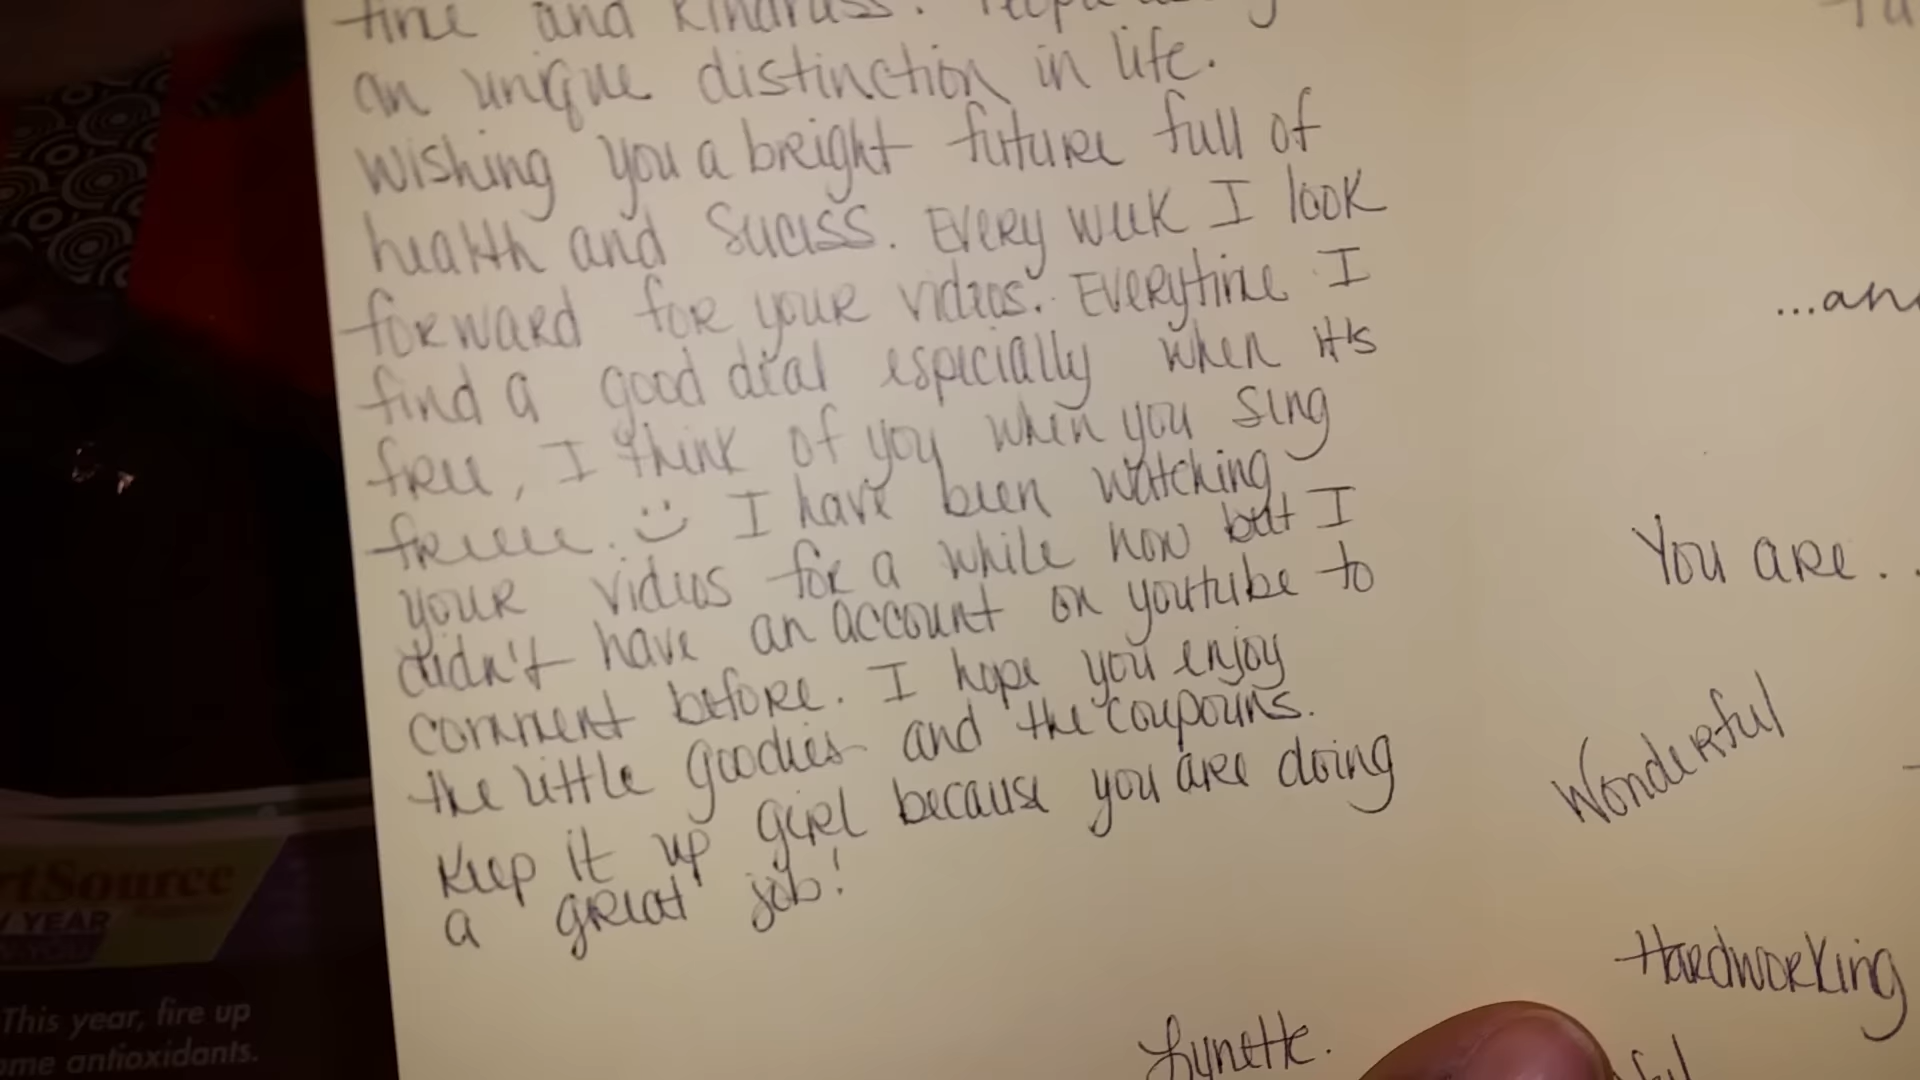 time and kindness.
an unique distinction in life.
wishing you a bright future full of
health and Sucess. Every week I look
forward for your videos. Everytime I
find a good deal especially when it's
free, I think of you when you sing
freeee. :) I have been watching
your videos for a while now but I
didn't have an account on youtube to
comment before. I hope you enjoy
the little goodies and the coupouns.
Keep it up girl because you are doing
a great job!
Lynette.
...an
You are..
Wonderful
Hardworking
rtSource
YEAR
This year, fire up
ome antioxidants.